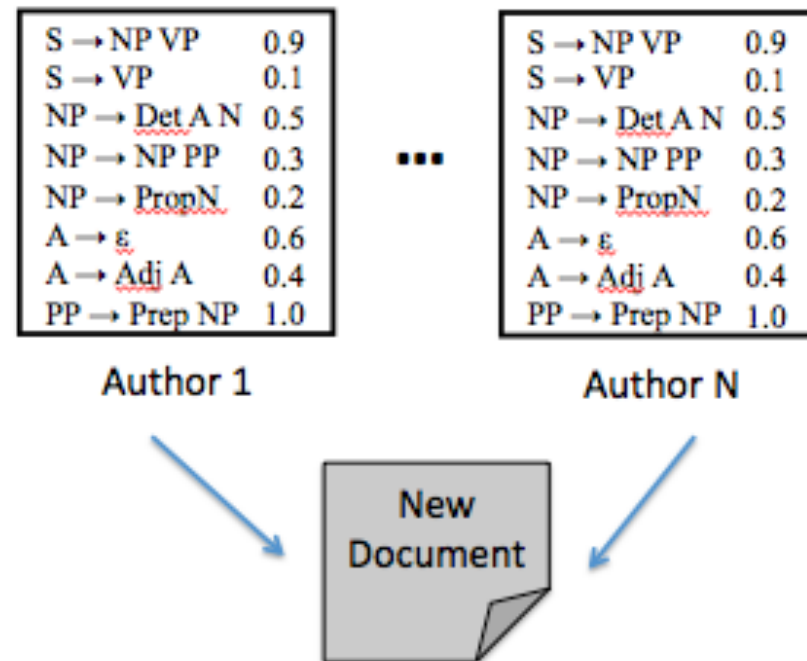 S → NP VP 0.9
S → VP 0.1
NP → Det A N 0.5
NP → NP PP 0.3
NP → PropN 0.2
A → ε 0.6
A → Adj A 0.4
PP → Prep NP 1.0
Author 1
...
S → NP VP 0.9
S → VP 0.1
NP → Det A N 0.5
NP → NP PP 0.3
NP → PropN 0.2
A → ε 0.6
A → Adj A 0.4
PP → Prep NP 1.0
Author N
New
Document